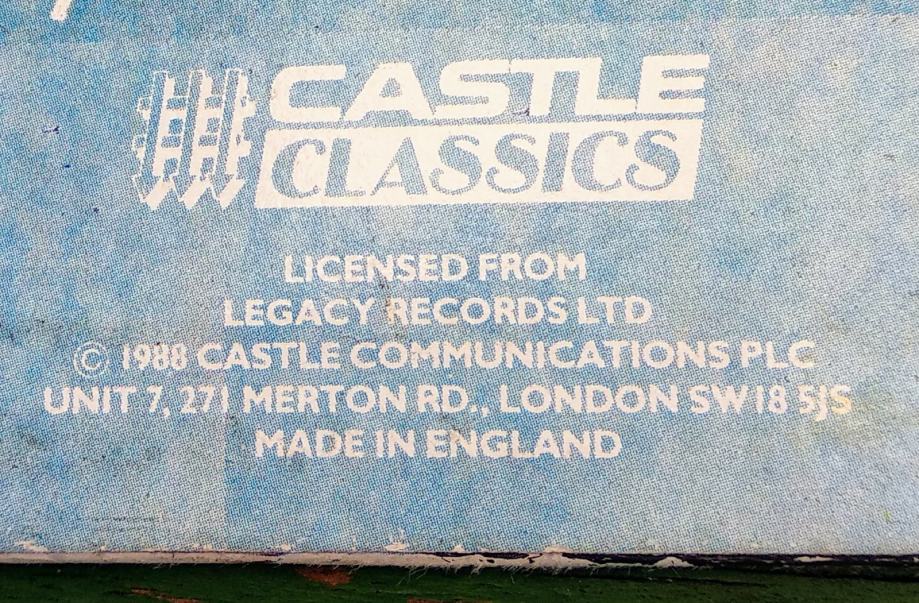 CASTLE
CLASSICS
LICENSED FROM
LEGACY RECORDS LTD
© 1988 CASTLE COMMUNICATIONS PLC
UNIT 7, 271 MERTON RD., LONDON SW18 5JS
MADE IN ENGLAND